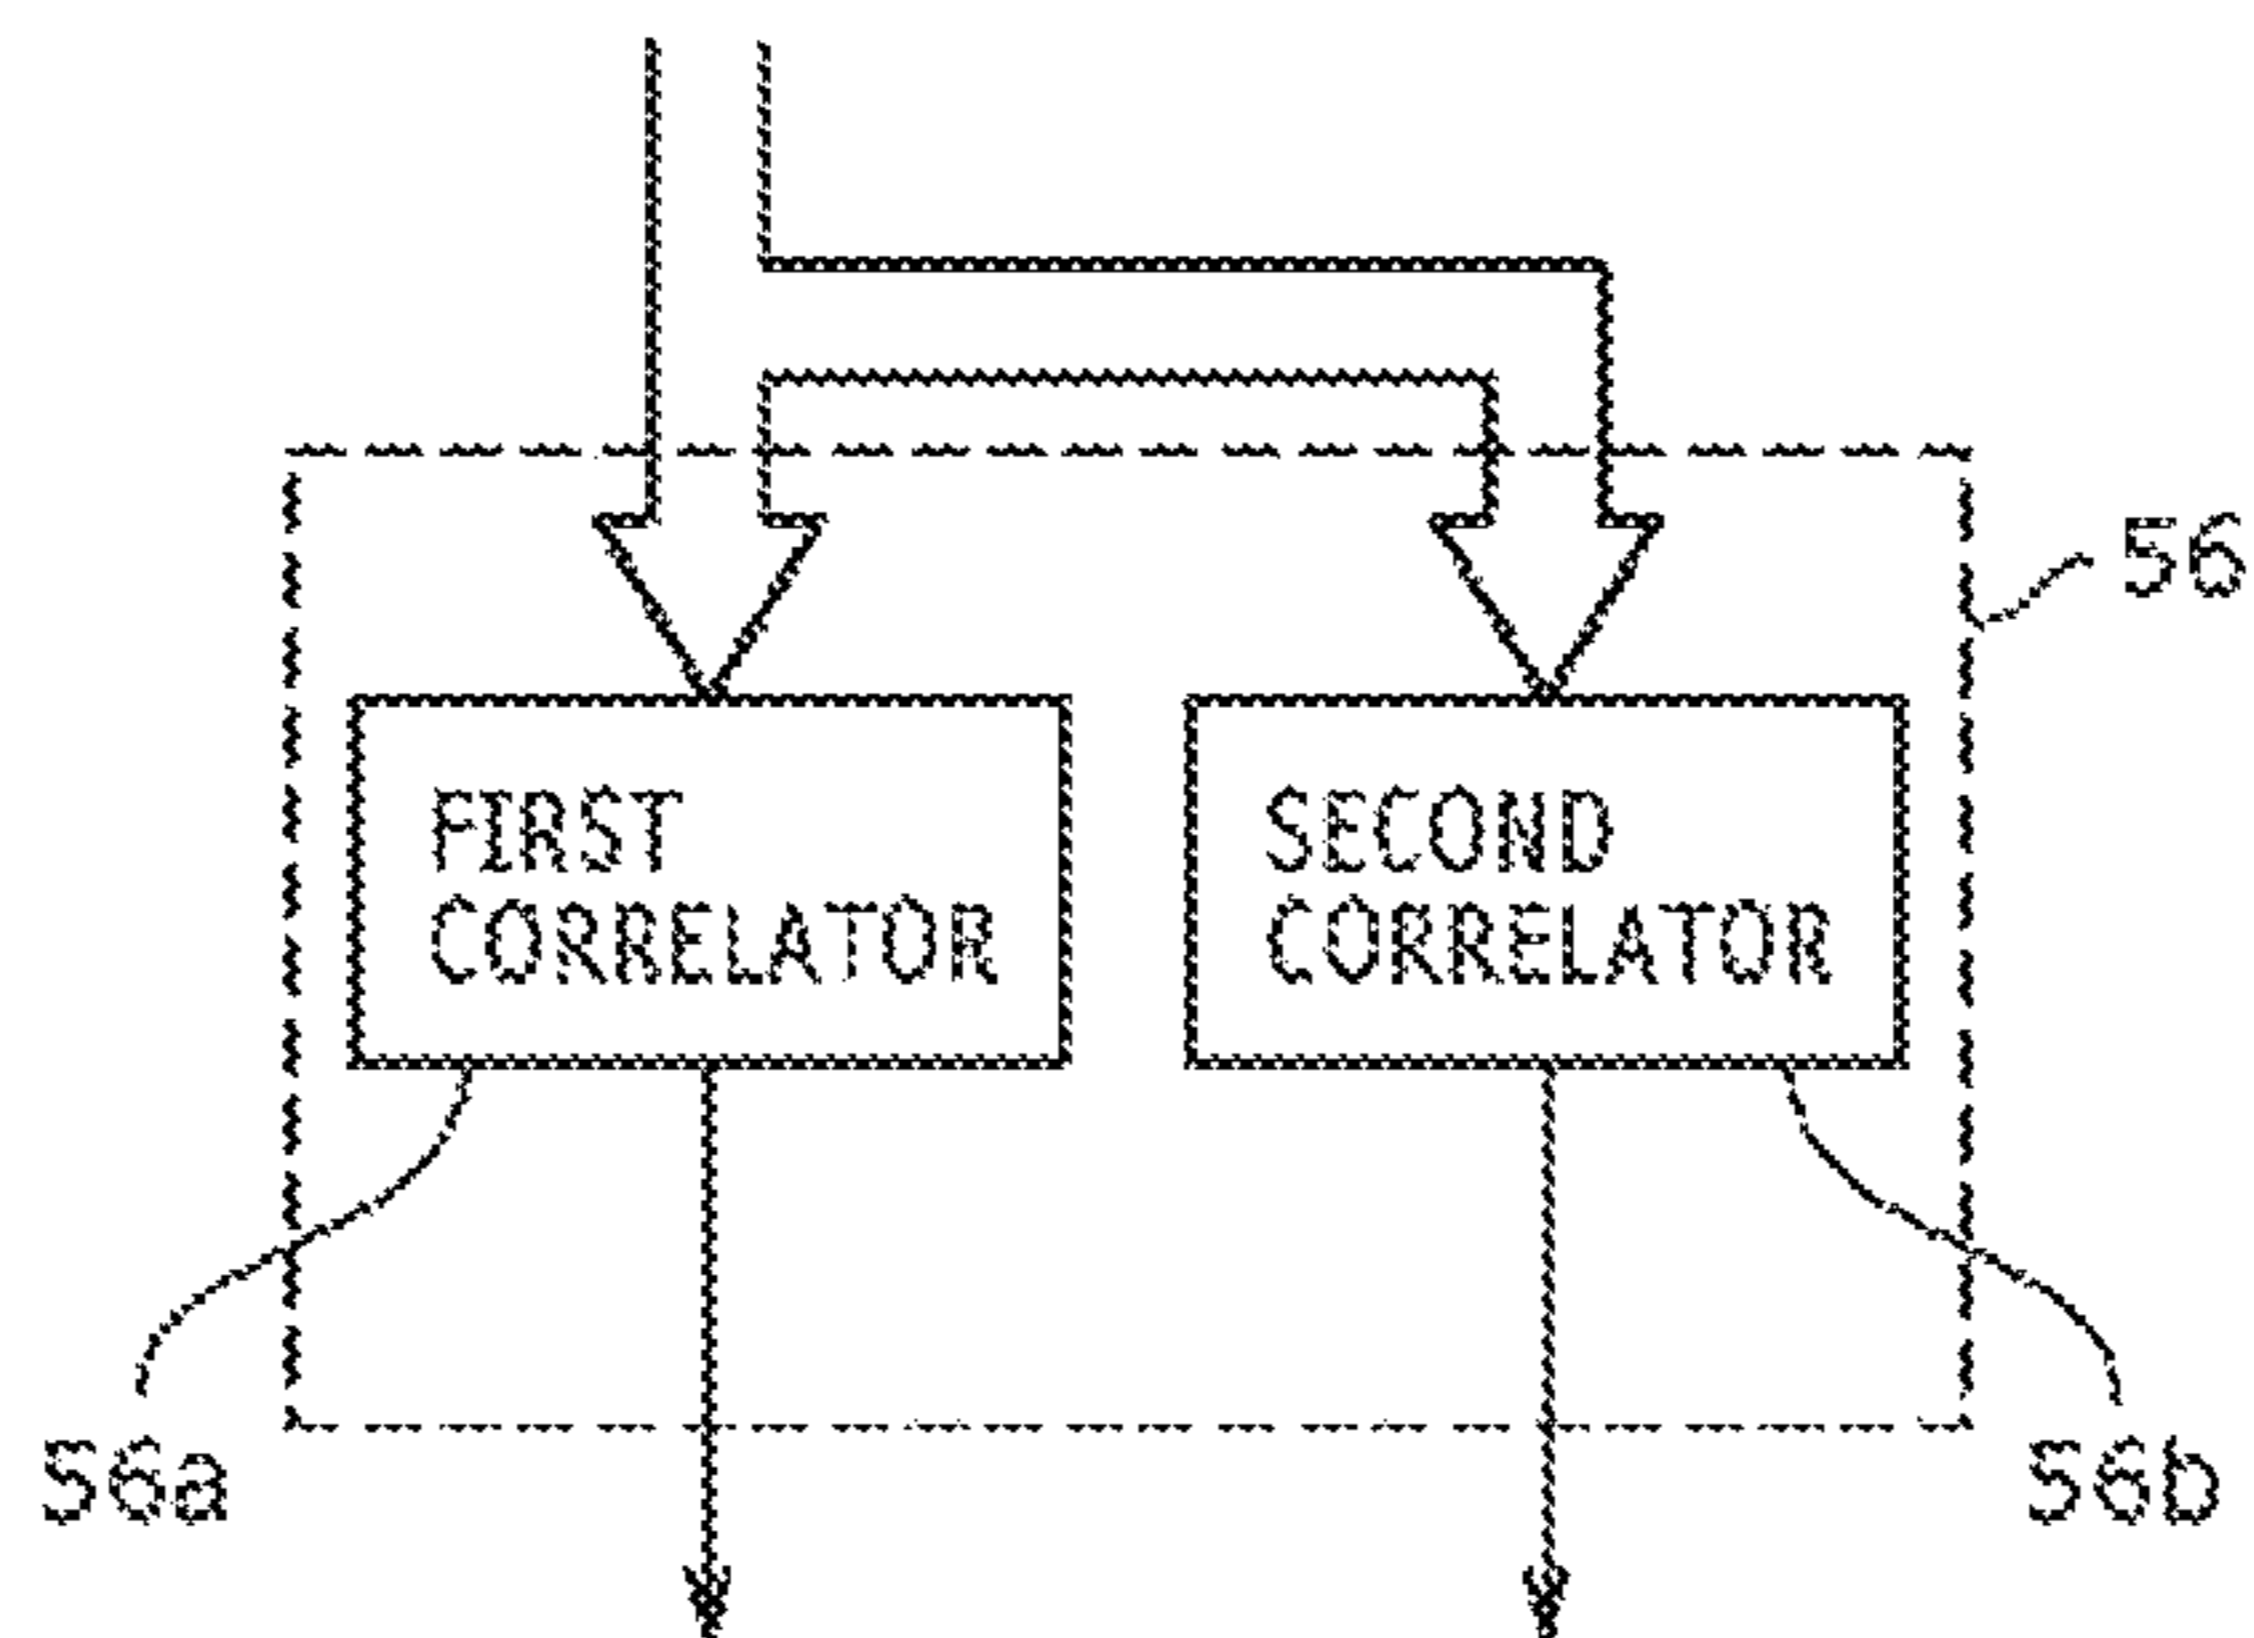 56
FIRST
CORRELATOR
SECOND
CORRELATOR
56a
56b